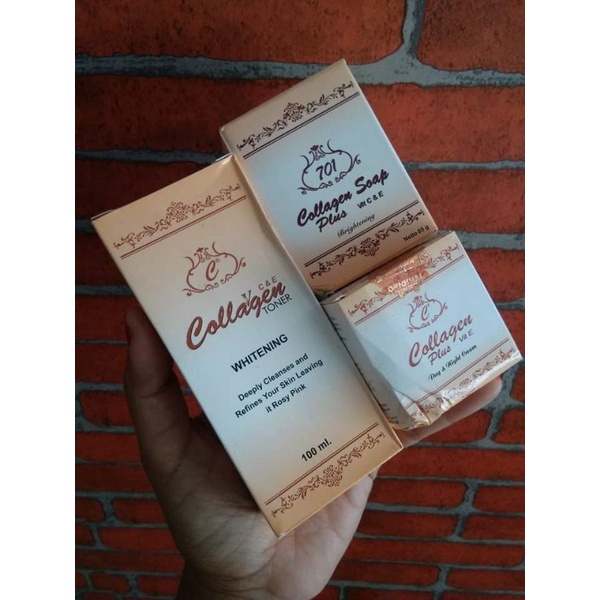 C
C & E
Collagen
V
TONER
WHITENING
Deeply Cleanses and
Refines Your Skin Leaving
it Rosy Pink
100 ml.
701
Collagen Soap
Plus Vit C & E
Brightening
Netto 85 g
ORIGINAL
C
Collagen
Plus Vit E
Day & Night Cream